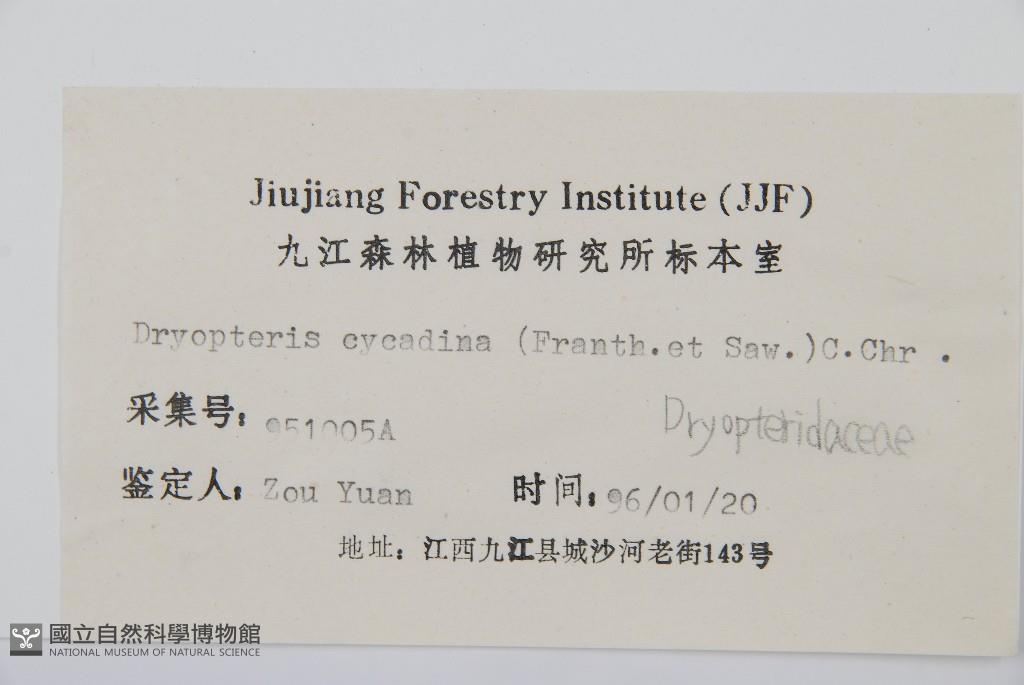 Jiujiang Forestry Institute (JJF)
九江森林植物研究所标本室
Dryopteris cycadina (Franth.et Saw.)C.Chr .
采集号: 951005A
Dryopteridaceae
鉴定人: Zou Yuan 时间: 96/01/20
地址: 江西九江县城沙河老街143号
國立自然科學博物館
NATIONAL MUSEUM OF NATURAL SCIENCE